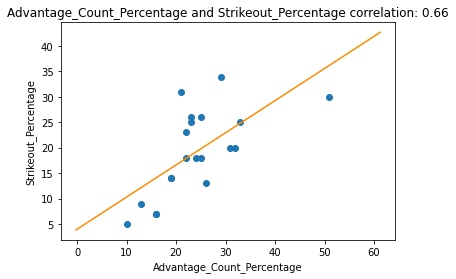 Advantage_Count_Percentage and Strikeout_Percentage correlation: 0.66
40
35
30
25
20
15
10
5
Strikeout_Percentage
0 10 20 30 40 50 60
Advantage_Count_Percentage